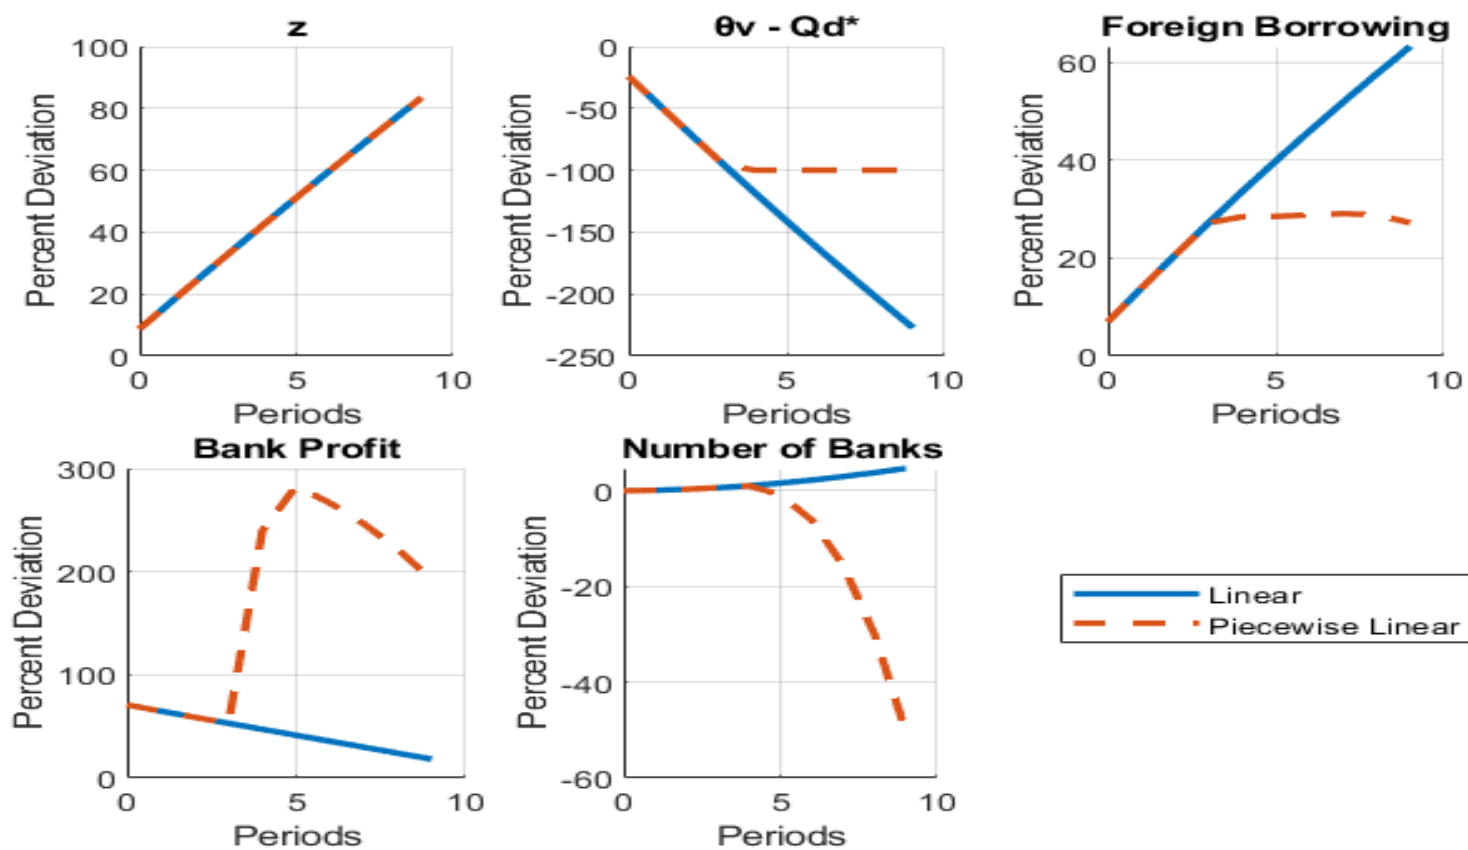 z
100
80
60
40
20
0
0 5 10
Percent Deviation
Periods
θv - Qd*
0
-50
-100
-150
-200
-250
0 5 10
Percent Deviation
Periods
Foreign Borrowing
60
40
20
0
0 5 10
Percent Deviation
Periods
Bank Profit
300
200
100
0
0 5 10
Percent Deviation
Periods
Number of Banks
0
-20
-40
-60
0 5 10
Percent Deviation
Periods
Linear
Piecewise Linear